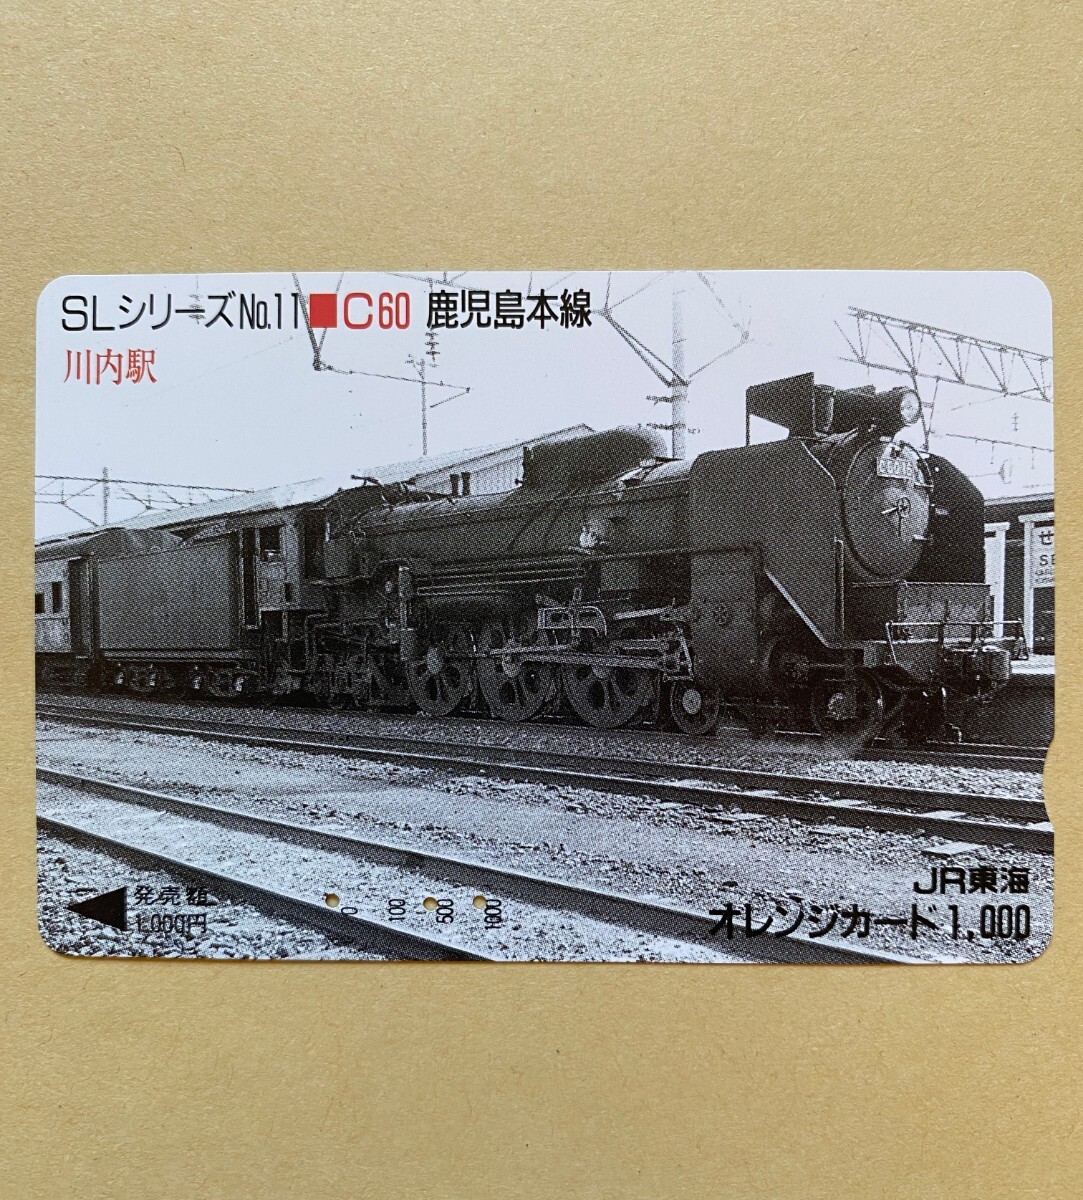 SLシリーズNo.11■C60 鹿児島本線
川内駅
せ
SE
発売額
1,000円
0 100 500 1000
JR東海
オレンジカード1,000